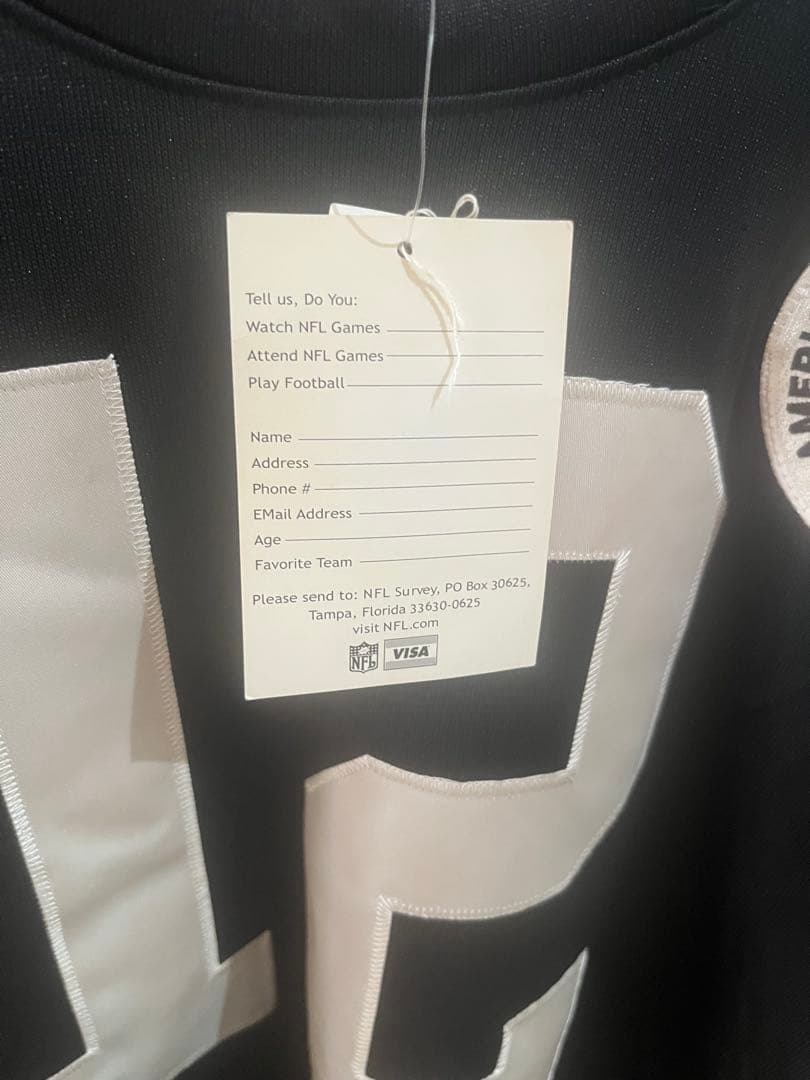 Tell us, Do You:
Watch NFL Games
Attend NFL Games
Play Football
Name
Address
Phone #
EMail Address
Age
Favorite Team
Please send to: NFL Survey, PO Box 30625,
Tampa, Florida 33630-0625
visit NFL.com
NFL VISA
12